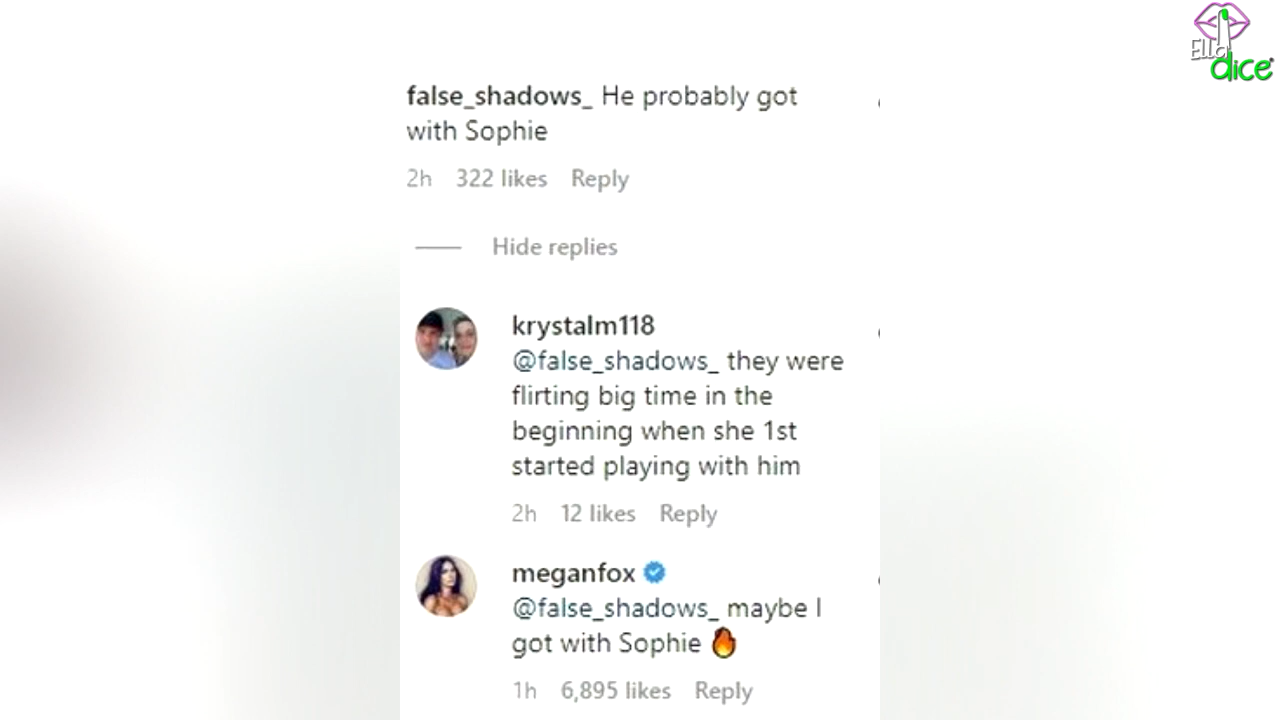 Ella
dice
false_shadows_ He probably got
with Sophie
2h 322 likes Reply
Hide replies
krystalm118
@false_shadows_ they were
flirting big time in the
beginning when she 1st
started playing with him
2h 12 likes Reply
meganfox
@false_shadows_ maybe I
got with Sophie 🔥
1h 6,895 likes Reply